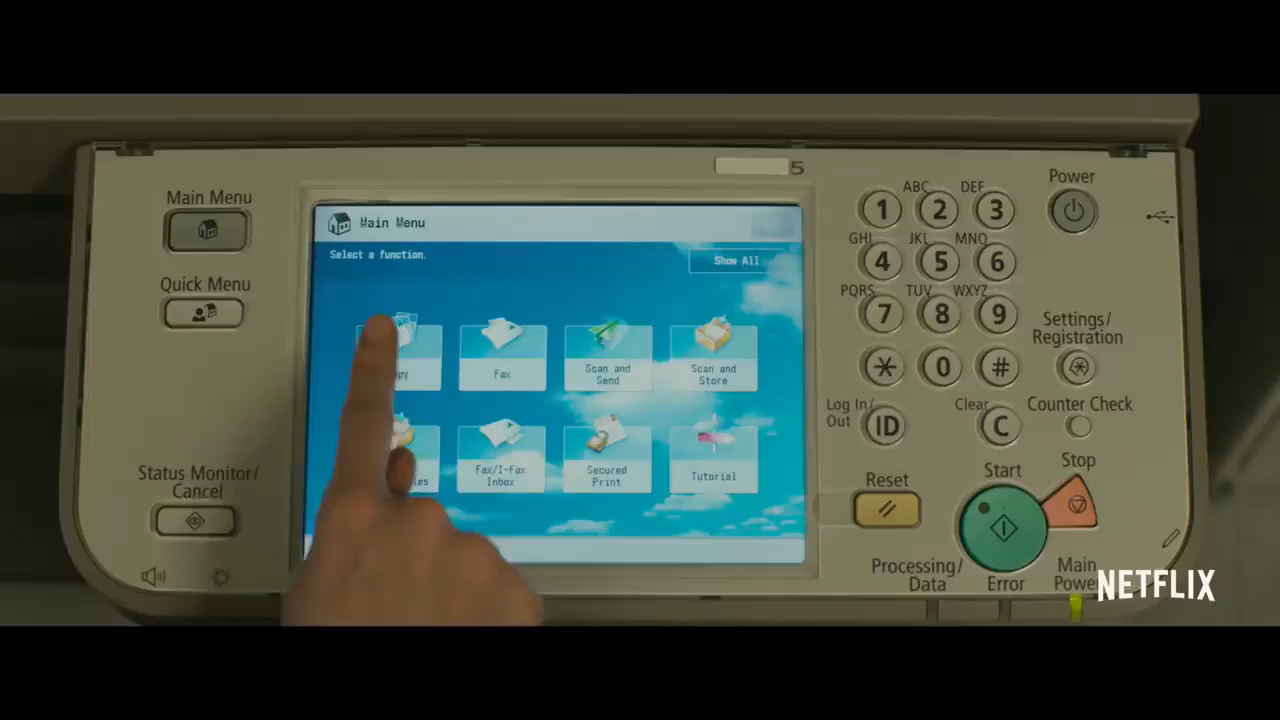 5
Main Menu
Quick Menu
Status Monitor/
Cancel
Main Menu
Select a function.
Show All
Fax
Scan and
Send
Scan and
Store
Fax/I-Fax
Inbox
Secured
Print
Tutorial
ABC DEF
1 2 3
GHI JKL MNO
4 5 6
PQRS TUV WXYZ
7 8 9
* 0 #
Log In/
Out
ID
Clear
C
Power
Settings/
Registration
Counter Check
Reset
Start
Stop
Processing/
Data
Error
Main
Power
NETFLIX